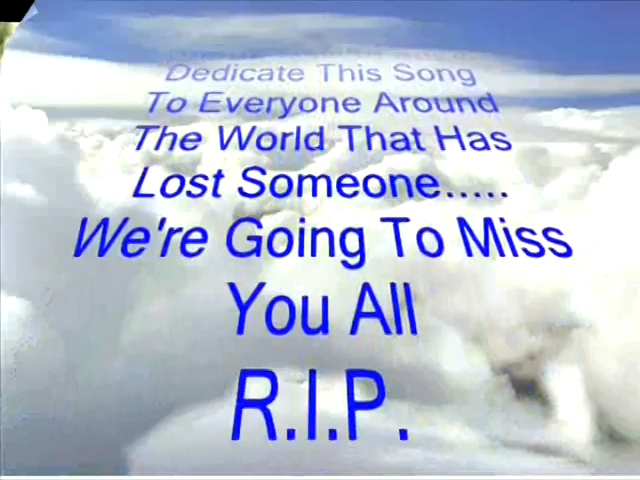 Dedicate This Song
To Everyone Around
The World That Has
Lost Someone.....
We're Going To Miss
You All
R.I.P.